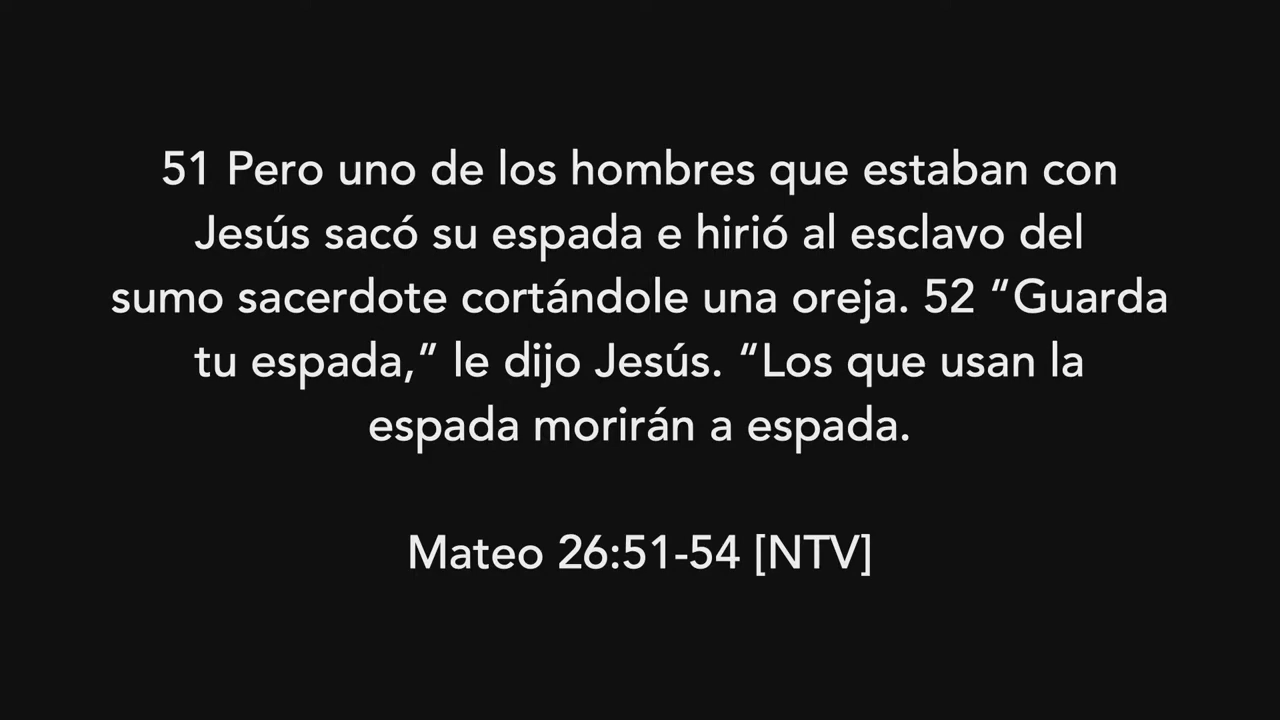 51 Pero uno de los hombres que estaban con
Jesús sacó su espada e hirió al esclavo del
sumo sacerdote cortándole una oreja. 52 “Guarda
tu espada,” le dijo Jesús. “Los que usan la
espada morirán a espada.
Mateo 26:51-54 [NTV]